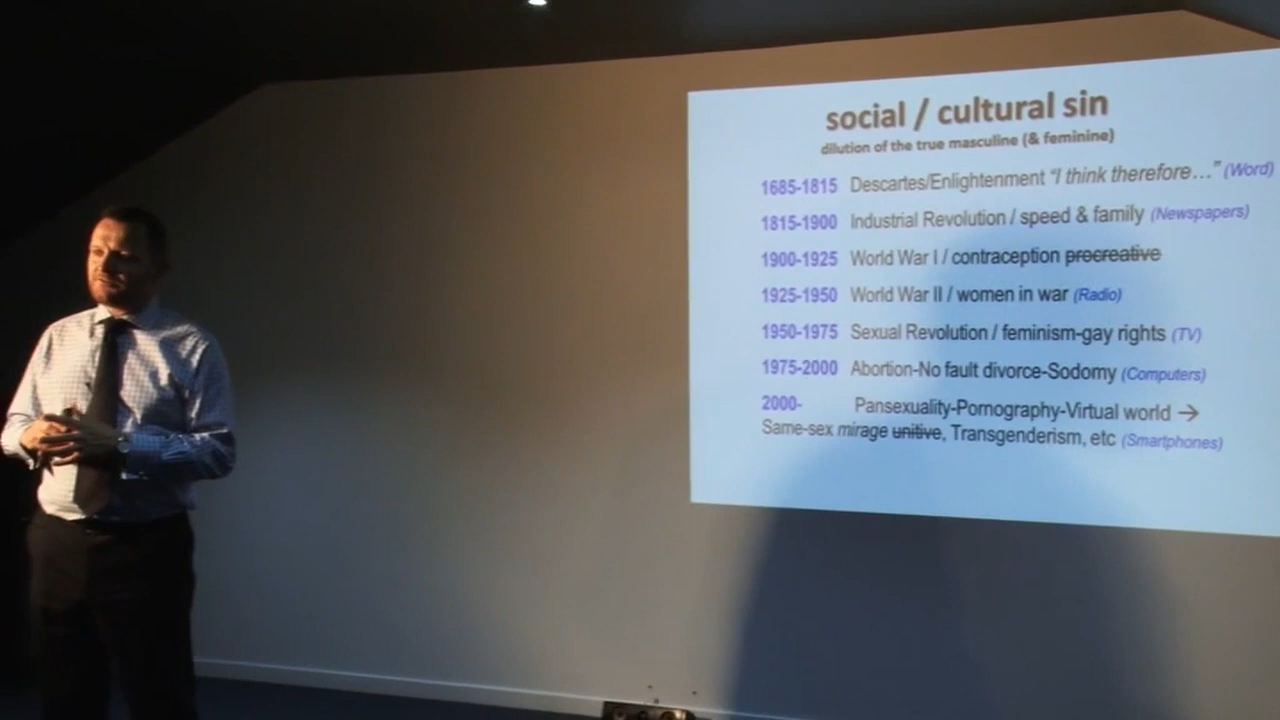 social / cultural sin
dilution of the true masculine (& feminine)
1685-1815 Descartes/Enlightenment “I think therefore…” (Word)
1815-1900 Industrial Revolution / speed & family (Newspapers)
1900-1925 World War I / contraception procreative
1925-1950 World War II / women in war (Radio)
1950-1975 Sexual Revolution / feminism-gay rights (TV)
1975-2000 Abortion-No fault divorce-Sodomy (Computers)
2000- Pansexuality-Pornography-Virtual world →
Same-sex mirage unitive, Transgenderism, etc (Smartphones)